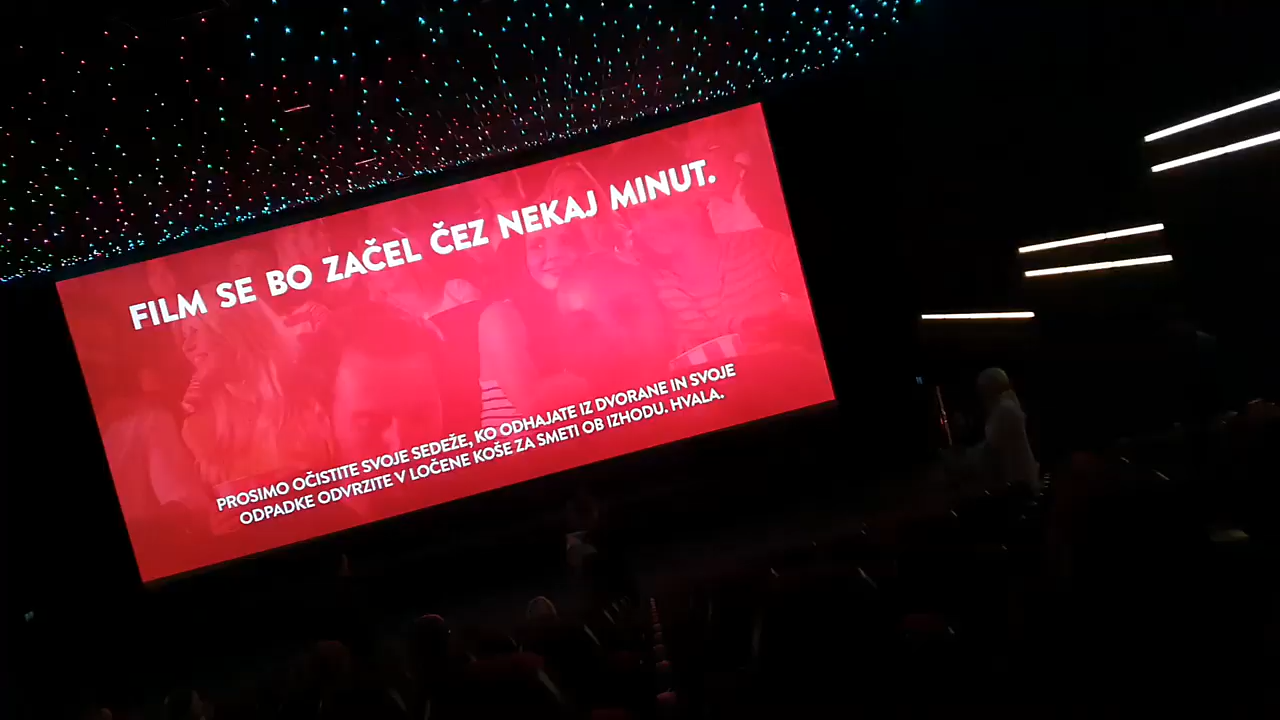 FILM SE BO ZAČEL ČEZ NEKAJ MINUT.
PROSIMO OČISTITE SVOJE SEDEŽE, KO ODHAJATE IZ DVORANE IN SVOJE
ODPADKE ODVRZITE V LOČENE KOŠE ZA SMETI OB IZHODU. HVALA.